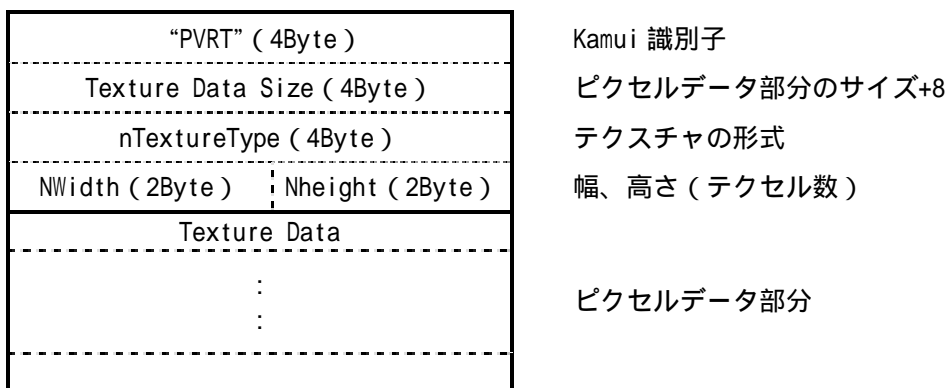 “PVRT”(4Byte) Kamui 識別子
Texture Data Size(4Byte) ピクセルデータ部分のサイズ+8
nTextureType(4Byte) テクスチャの形式
NWidth(2Byte) Nheight(2Byte) 幅、高さ(テクセル数)
Texture Data
:
: ピクセルデータ部分